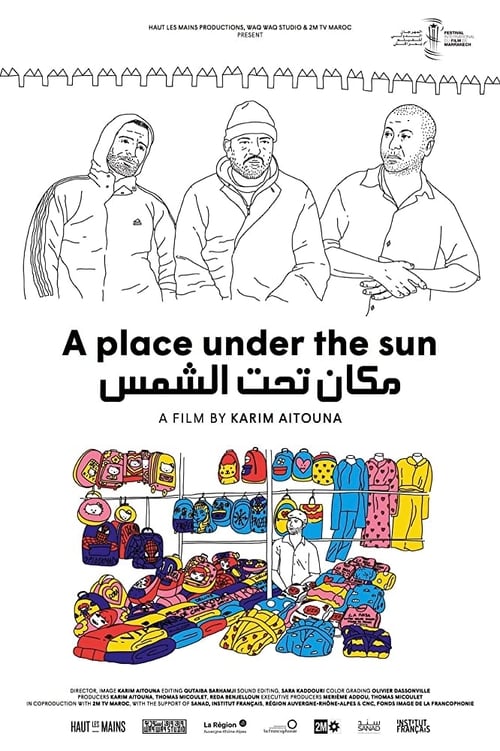 HAUT LES MAINS PRODUCTIONS, WAQ WAQ STUDIO & 2M TV MAROC
PRESENT
FESTIVAL
INTERNATIONAL
DU FILM DE
MARRAKECH
A place under the sun
مكان تحت الشمس
A FILM BY KARIM AITOUNA
DIRECTOR, IMAGE KARIM AITOUNA EDITING QUTAIBA BARHAMJI SOUND EDITING, SARA KADDOURI COLOR GRADING OLIVIER DASSONVILLE
PRODUCERS KARIM AITOUNA, THOMAS MICOULET, REDA BENJELLOUN EXECUTIVE PRODUCERS MERIÈME ADDOU, THOMAS MICOULET
IN COPRODUCTION WITH 2M TV MAROC, WITH THE SUPPORT OF SANAD, INSTITUT FRANÇAIS, RÉGION AUVERGNE-RHÔNE-ALPES & CNC, FONDS IMAGE DE LA FRANCOPHONIE
HAUT LES MAINS
La Région
Auvergne-Rhône-Alpes
la francophonie
2M
سند
SANAD
INSTITUT
FRANÇAIS